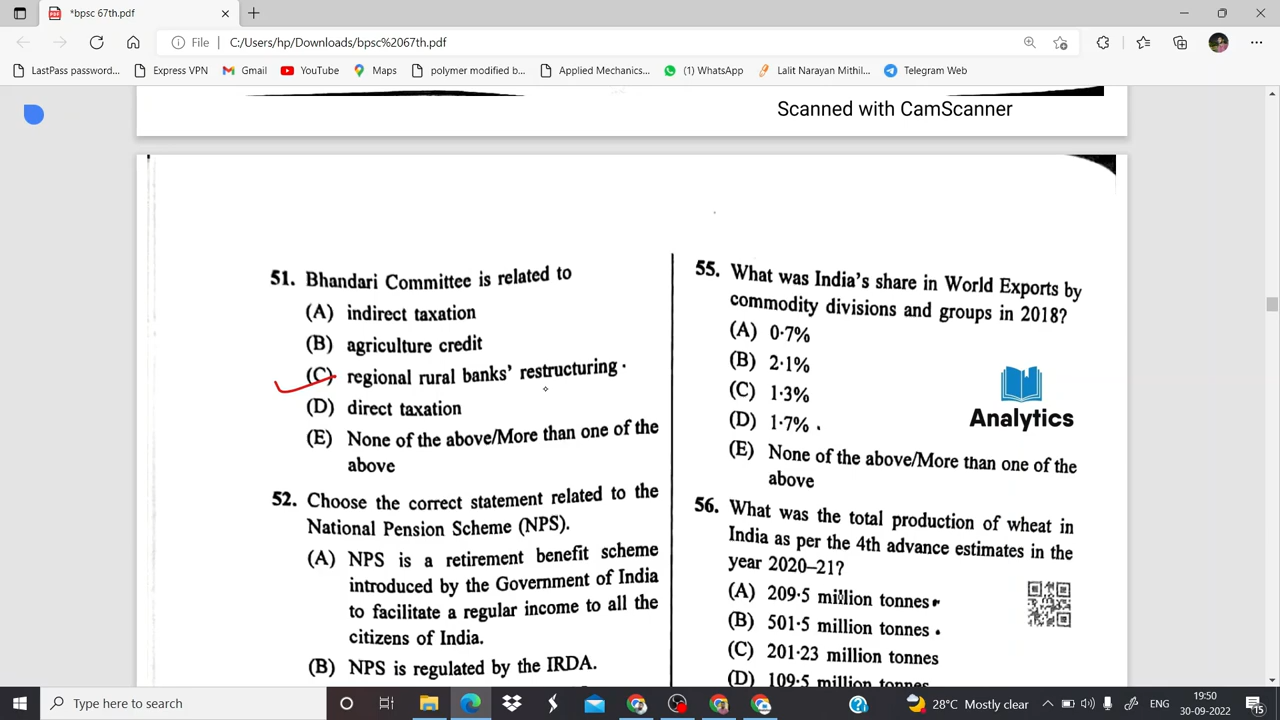 *bpsc 67th.pdf
File
C:/Users/hp/Downloads/bpsc%2067th.pdf
LastPass password...
Express VPN
Gmail
YouTube
Maps
polymer modified b...
Applied Mechanics...
(1) WhatsApp
Lalit Narayan Mithil...
Telegram Web
Scanned with CamScanner
51. Bhandari Committee is related to
(A) indirect taxation
(B) agriculture credit
(C) regional rural banks' restructuring
(D) direct taxation
(E) None of the above/More than one of the
above
52. Choose the correct statement related to the
National Pension Scheme (NPS).
(A) NPS is a retirement benefit scheme
introduced by the Government of India
to facilitate a regular income to all the
citizens of India.
(B) NPS is regulated by the IRDA.
55. What was India's share in World Exports by
commodity divisions and groups in 2018?
(A) 0·7%
(B) 2·1%
(C) 1·3%
(D) 1·7%
(E) None of the above/More than one of the
above
Analytics
56. What was the total production of wheat in
India as per the 4th advance estimates in the
year 2020–21?
(A) 209·5 million tonnes
(B) 501·5 million tonnes
(C) 201·23 million tonnes
(D) 109·5 million tonnes
Type here to search
28°C Mostly clear
ENG
19:50
30-09-2022
15